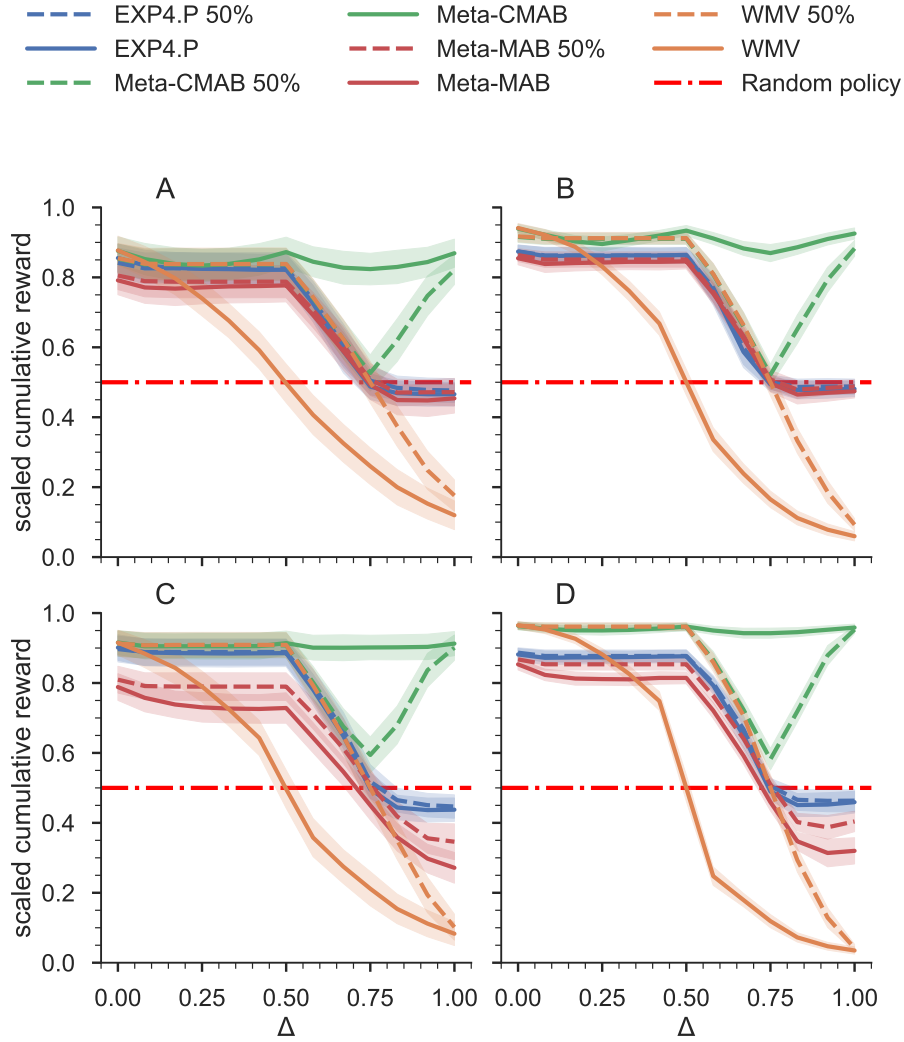 EXP4.P 50% Meta-CMAB WMV 50%
EXP4.P Meta-MAB 50% WMV
Meta-CMAB 50% Meta-MAB Random policy
A B
1.0
0.8
0.6
0.4
0.2
0.0
scaled cumulative reward
C D
1.0
0.8
0.6
0.4
0.2
0.0
scaled cumulative reward
0.00 0.25 0.50 0.75 1.00 0.00 0.25 0.50 0.75 1.00
Δ Δ